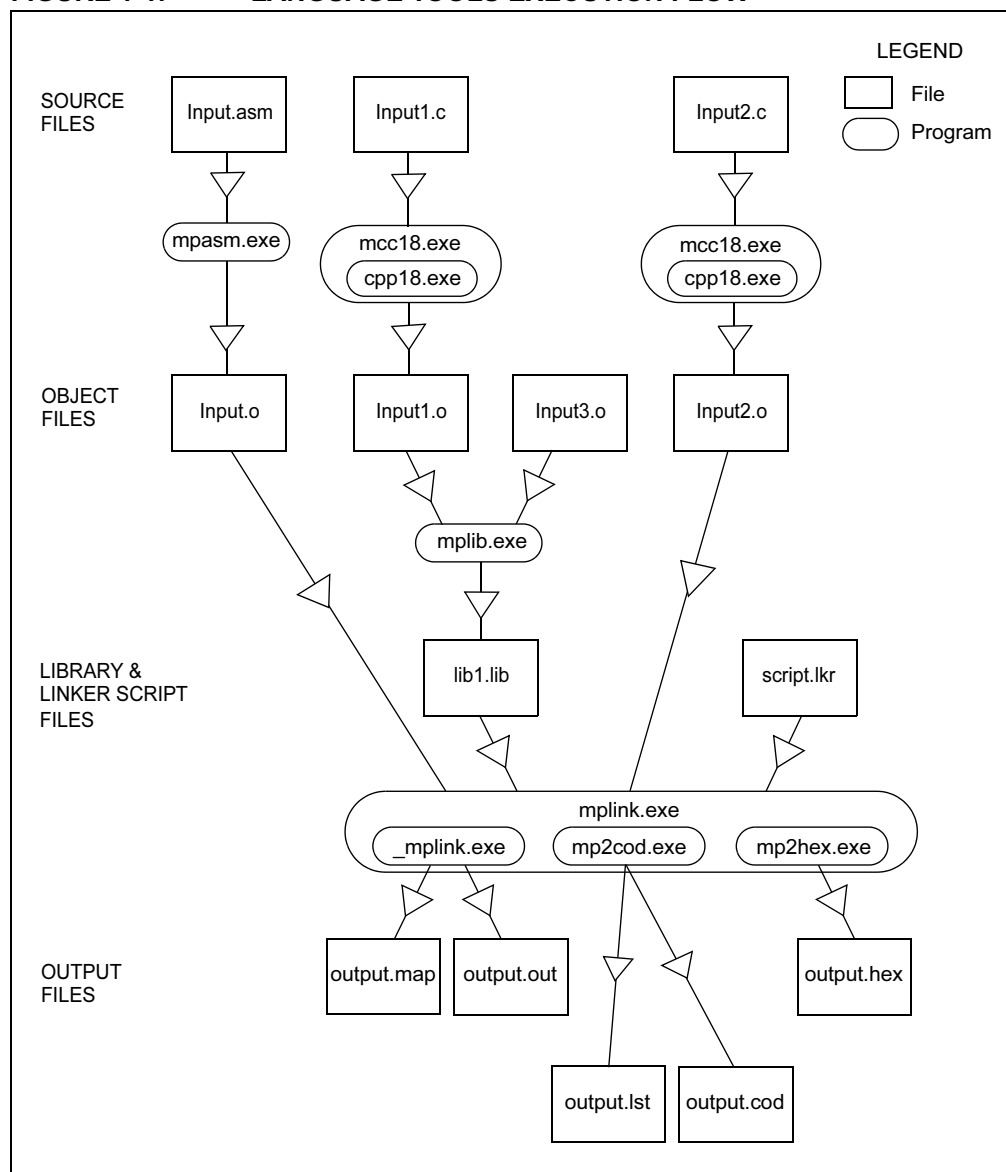 LEGEND
File
Program
SOURCE
FILES
Input.asm
Input1.c
Input2.c
mpasm.exe
mcc18.exe
cpp18.exe
mcc18.exe
cpp18.exe
OBJECT
FILES
Input.o
Input1.o
Input3.o
Input2.o
mplib.exe
LIBRARY &
LINKER SCRIPT
FILES
lib1.lib
script.lkr
mplink.exe
_mplink.exe
mp2cod.exe
mp2hex.exe
OUTPUT
FILES
output.map
output.out
output.hex
output.lst
output.cod